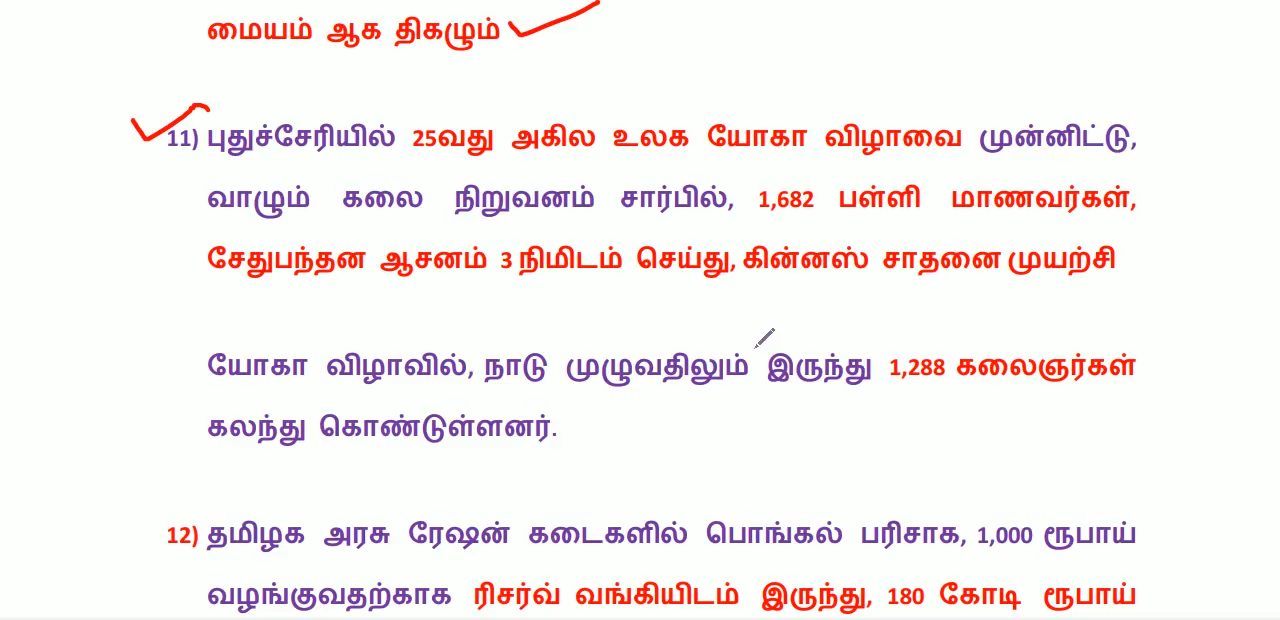 மையம் ஆக திகழும்
11) புதுச்சேரியில் 25வது அகில உலக யோகா விழாவை முன்னிட்டு,
வாழும் கலை நிறுவனம் சார்பில், 1,682 பள்ளி மாணவர்கள்,
சேதுபந்தன ஆசனம் 3 நிமிடம் செய்து, கின்னஸ் சாதனை முயற்சி
யோகா விழாவில், நாடு முழுவதிலும் இருந்து 1,288 கலைஞர்கள்
கலந்து கொண்டுள்ளனர்.
12) தமிழக அரசு ரேஷன் கடைகளில் பொங்கல் பரிசாக, 1,000 ரூபாய்
வழங்குவதற்காக ரிசர்வ் வங்கியிடம் இருந்து, 180 கோடி ரூபாய்